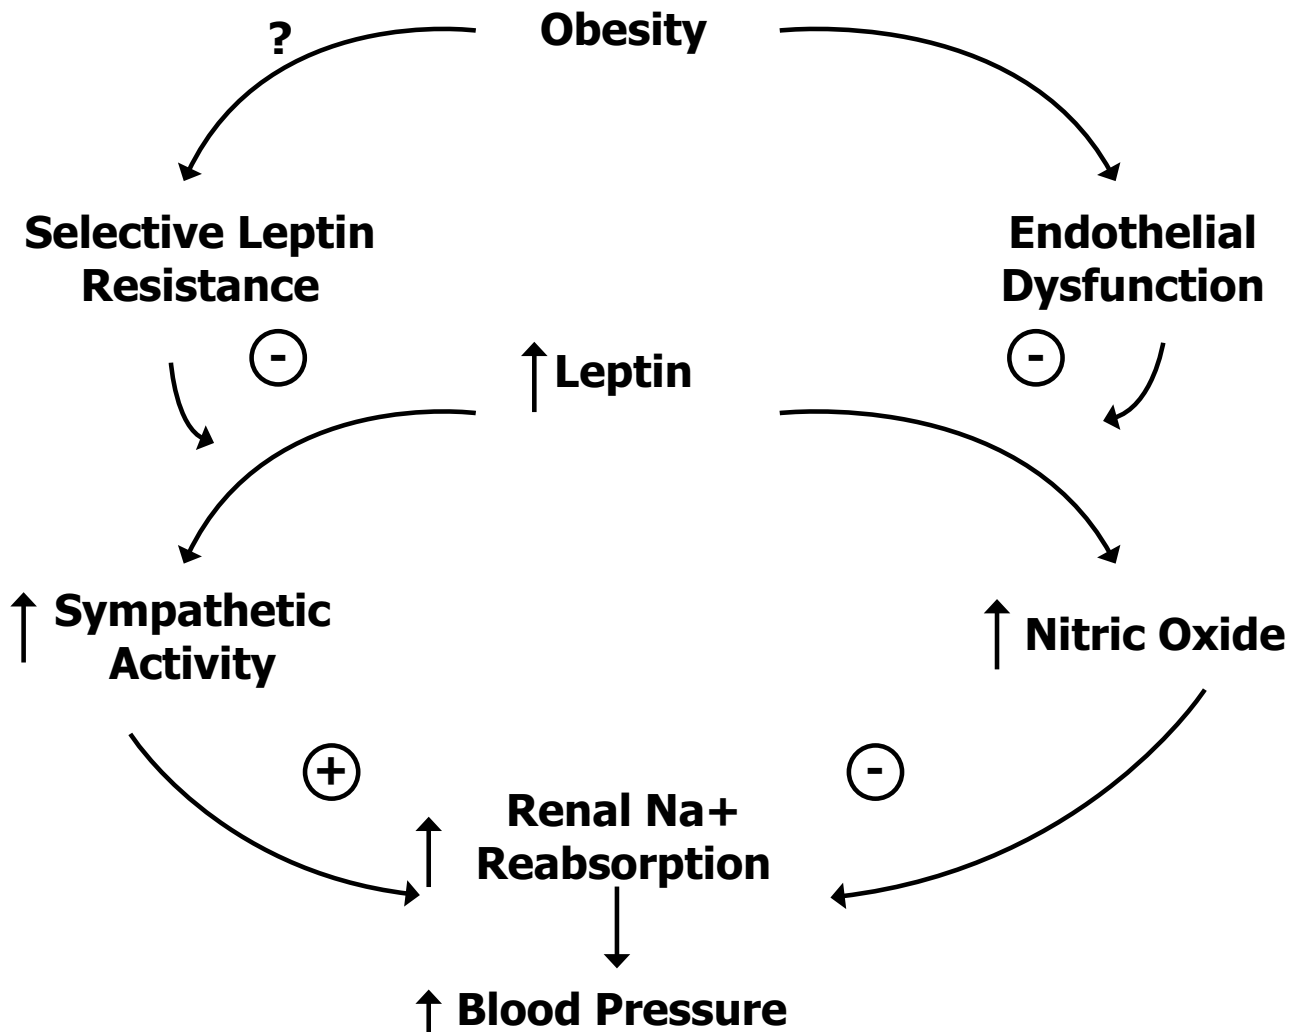 ?
Obesity
Selective Leptin
Resistance
Endothelial
Dysfunction
-
-
↑ Leptin
↑ Sympathetic
Activity
↑ Nitric Oxide
+
-
↑ Renal Na+
Reabsorption
↑ Blood Pressure